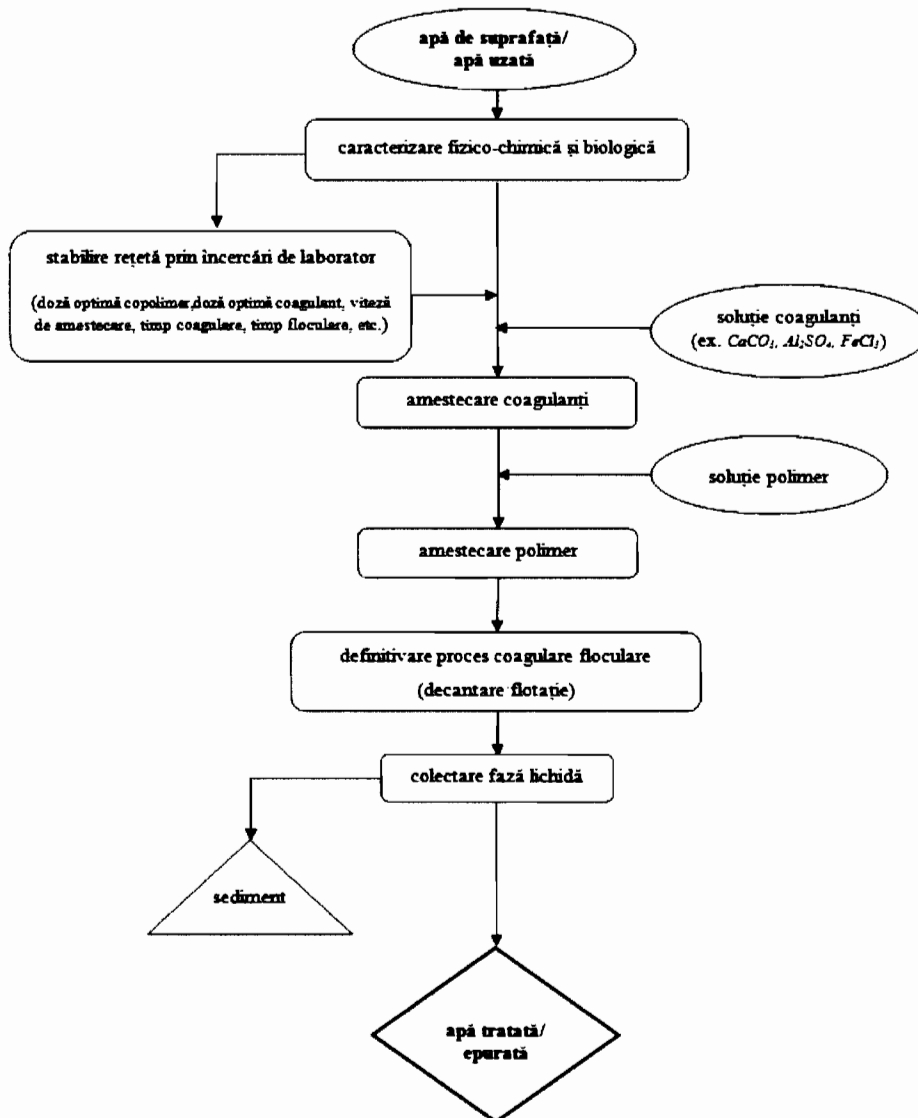 apă de suprafață/
apă uzată
caracterizare fizico-chimică și biologică
stabilire rețetă prin încercări de laborator
(doză optimă copolimer,doză optimă coagulant, viteză
de amestecare, timp coagulare, timp floculare, etc.)
soluție coagulanți
(ex. CaCO₃, Al₂SO₄, FeCl₃)
amestecare coagulanți
soluție polimer
amestecare polimer
definitivare proces coagulare floculare
(decantare flotație)
colectare fază lichidă
sediment
apă tratată/
epurată